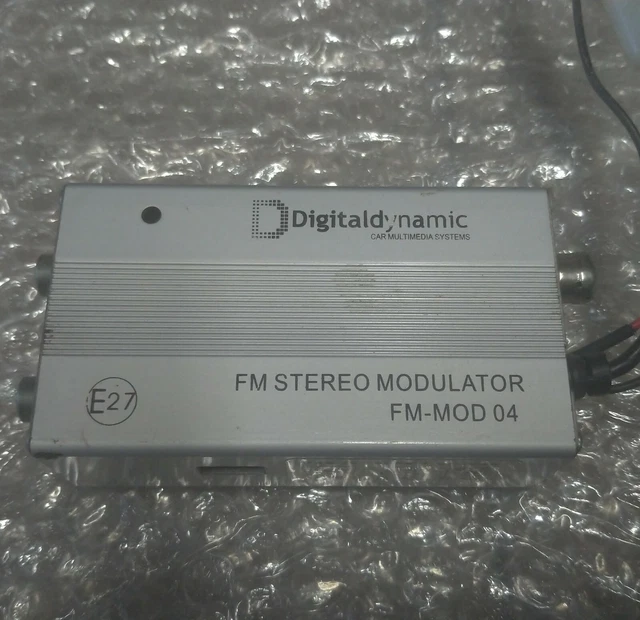 Digitaldynamic
CAR MULTIMEDIA SYSTEMS
FM STEREO MODULATOR
FM-MOD 04
E27